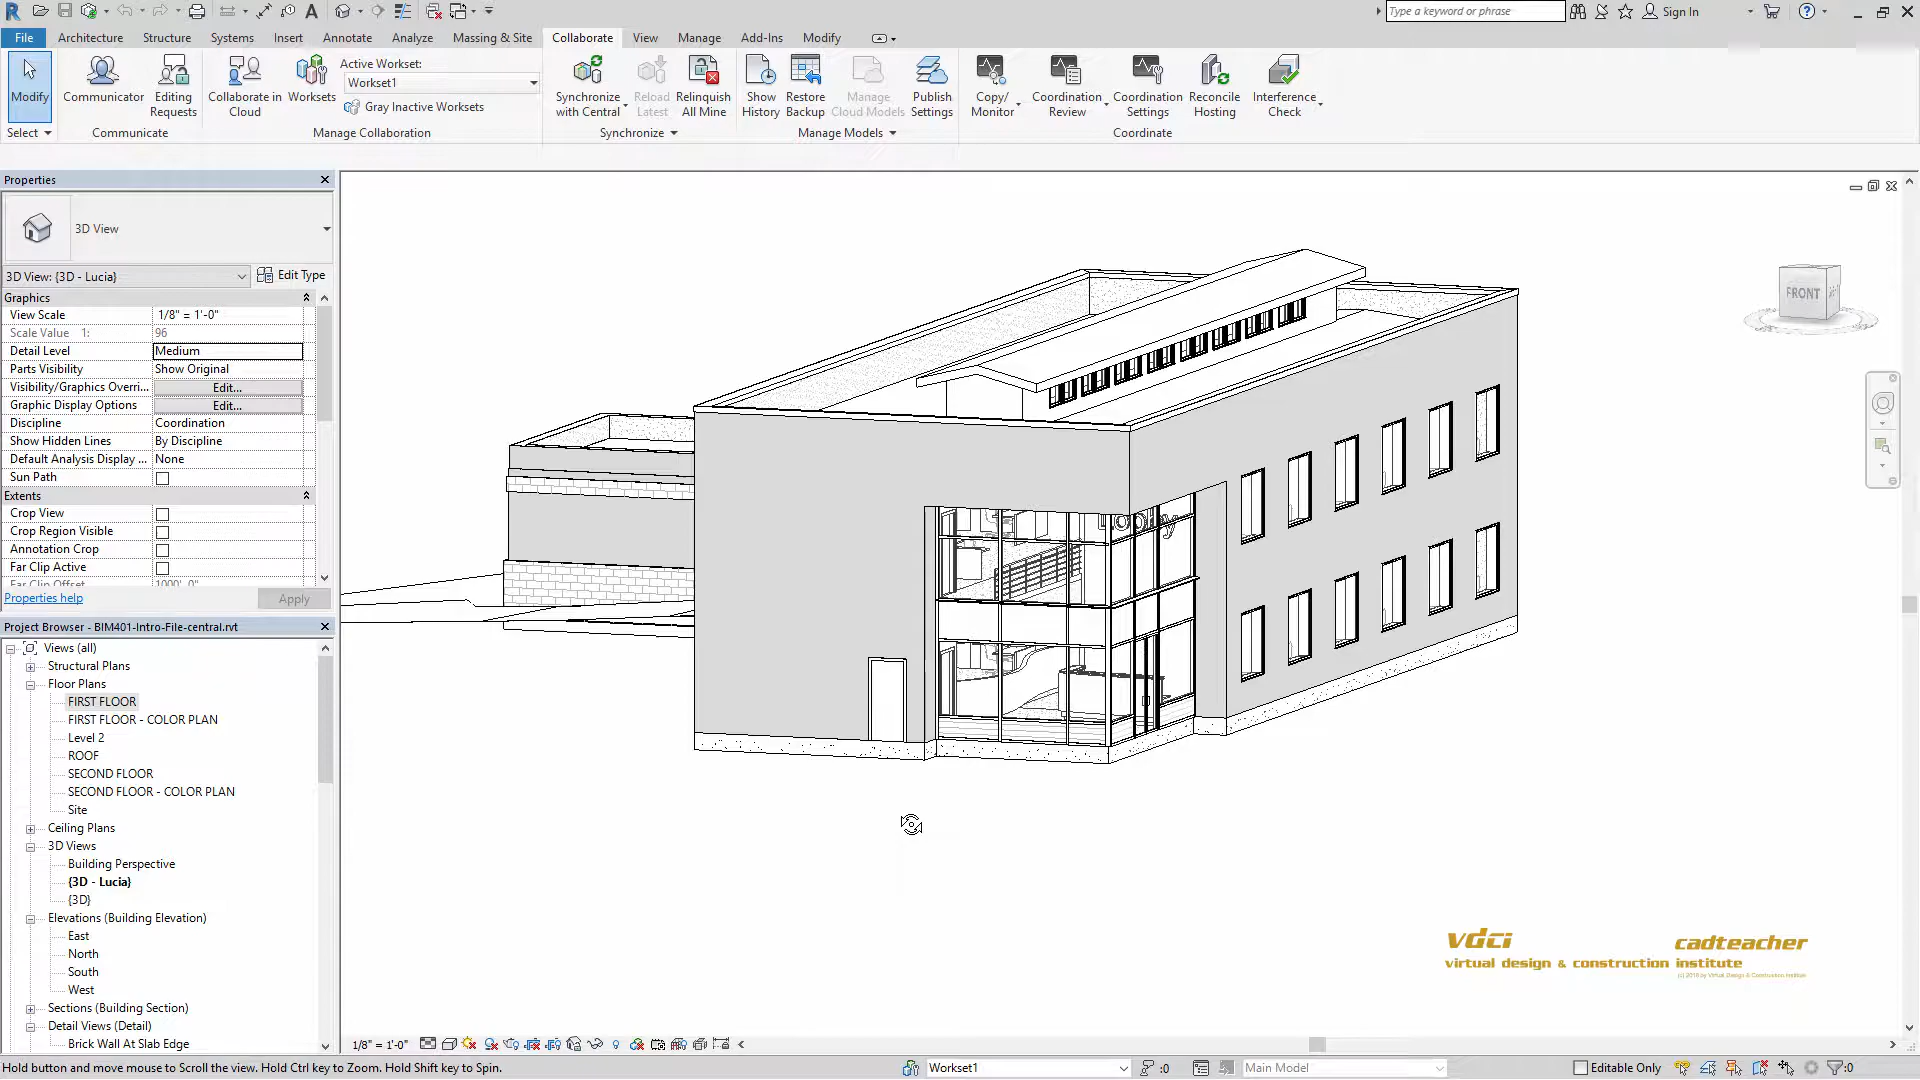 Type a keyword or phrase
Sign In
File
Architecture
Structure
Systems
Insert
Annotate
Analyze
Massing & Site
Collaborate
View
Manage
Add-Ins
Modify
Modify
Communicator
Editing
Requests
Collaborate in
Cloud
Worksets
Active Workset:
Workset1
Gray Inactive Worksets
Synchronize
with Central
Reload
Latest
Relinquish
All Mine
Show
History
Restore
Backup
Manage
Cloud Models
Publish
Settings
Copy/
Monitor
Coordination
Review
Coordination
Settings
Reconcile
Hosting
Interference
Check
Select
Communicate
Manage Collaboration
Synchronize
Manage Models
Coordinate
Properties
3D View
3D View: {3D - Lucia}
Edit Type
Graphics
View Scale 1/8" = 1'-0"
Scale Value 1: 96
Detail Level Medium
Parts Visibility Show Original
Visibility/Graphics Overri... Edit...
Graphic Display Options Edit...
Discipline Coordination
Show Hidden Lines By Discipline
Default Analysis Display ... None
Sun Path
Extents
Crop View
Crop Region Visible
Annotation Crop
Far Clip Active
Far Clip Offset 1000' 0"
Properties help
Apply
Project Browser - BIM401-Intro-File-central.rvt
Views (all)
Structural Plans
Floor Plans
FIRST FLOOR
FIRST FLOOR - COLOR PLAN
Level 2
ROOF
SECOND FLOOR
SECOND FLOOR - COLOR PLAN
Site
Ceiling Plans
3D Views
Building Perspective
{3D - Lucia}
{3D}
Elevations (Building Elevation)
East
North
South
West
Sections (Building Section)
Detail Views (Detail)
Brick Wall At Slab Edge
FRONT
vdci
cadteacher
virtual design & construction institute
(c) 2018 by Virtual Design & Construction Institute
1/8" = 1'-0"
Hold button and move mouse to Scroll the view. Hold Ctrl key to Zoom. Hold Shift key to Spin.
Workset1
:0
Main Model
Editable Only
:0